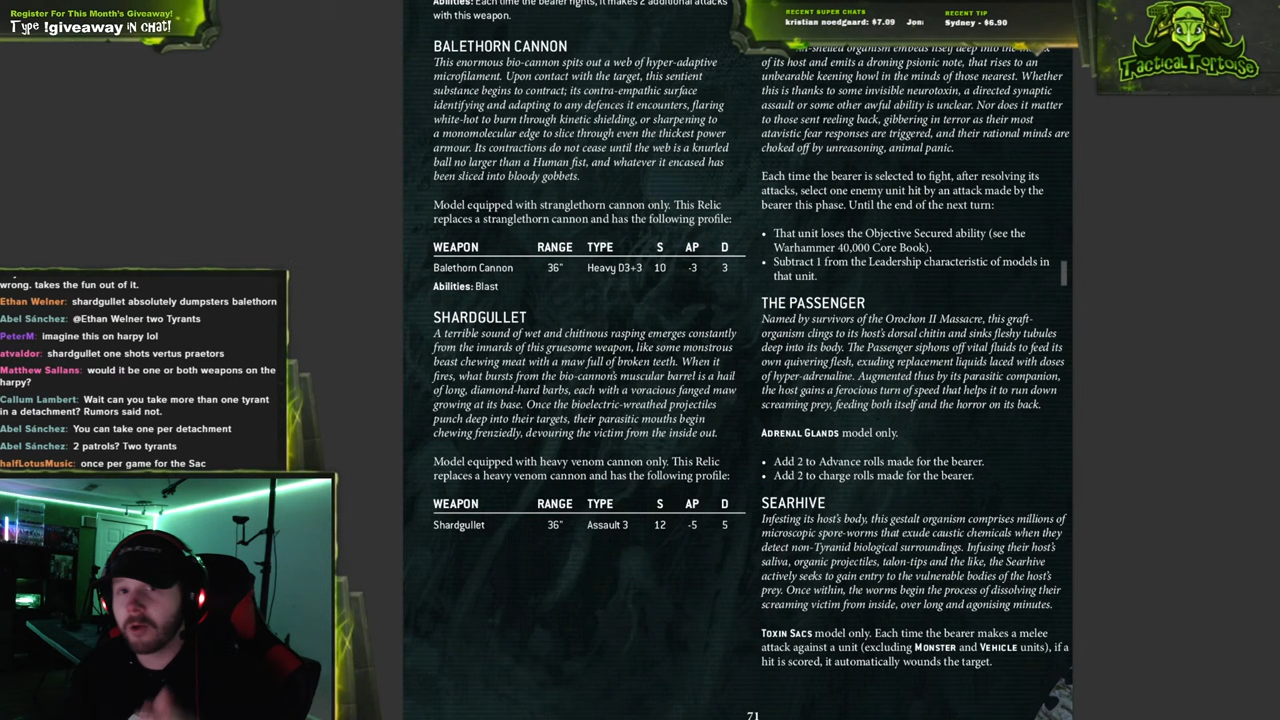 Register For This Month's Giveaway!
Type !giveaway in chat!
RECENT SUPER CHATS
kristian noedgaard: $7.09 Jon:
RECENT TIP
Sydney - $6.90
TacticalTortoise
wrong. takes the fun out of it.
Ethan Welner: shardgullet absolutely dumpsters balethorn
Abel Sánchez: @Ethan Welner two Tyrants
PeterM: imagine this on harpy lol
atvaldor: shardgullet one shots vertus praetors
Matthew Sallans: would it be one or both weapons on the
harpy?
Callum Lambert: Wait can you take more than one tyrant
in a detachment? Rumors said not.
Abel Sánchez: You can take one per detachment
Abel Sánchez: 2 patrols? Two tyrants
halfLotusMusic: once per game for the Sac
Abilities: Each time the bearer fights, it makes 2 additional attacks
with this weapon.
BALETHORN CANNON
This enormous bio-cannon spits out a web of hyper-adaptive
microfilament. Upon contact with the target, this sentient
substance begins to contract; its contra-empathic surface
identifying and adapting to any defences it encounters, flaring
white-hot to burn through kinetic shielding, or sharpening to
a monomolecular edge to slice through even the thickest power
armour. Its contractions do not cease until the web is a knurled
ball no larger than a Human fist, and whatever it encased has
been sliced into bloody gobbets.
Model equipped with stranglethorn cannon only. This Relic
replaces a stranglethorn cannon and has the following profile:
WEAPON RANGE TYPE S AP D
Balethorn Cannon 36" Heavy D3+3 10 -3 3
Abilities: Blast
SHARDGULLET
A terrible sound of wet and chitinous rasping emerges constantly
from the innards of this gruesome weapon, like some monstrous
beast chewing meat with a maw full of broken teeth. When it
fires, what bursts from the bio-cannon's muscular barrel is a hail
of long, diamond-hard barbs, each with a voracious fanged maw
growing at its base. Once the bioelectric-wreathed projectiles
punch deep into their targets, their parasitic mouths begin
chewing frenziedly, devouring the victim from the inside out.
Model equipped with heavy venom cannon only. This Relic
replaces a heavy venom cannon and has the following profile:
WEAPON RANGE TYPE S AP D
Shardgullet 36" Assault 3 12 -5 5
-shelled organism embeds itself deep into the
of its host and emits a droning psionic note, that rises to an
unbearable keening howl in the minds of those nearest. Whether
this is thanks to some invisible neurotoxin, a directed synaptic
assault or some other awful ability is unclear. Nor does it matter
to those sent reeling back, gibbering in terror as their most
atavistic fear responses are triggered, and their rational minds are
choked off by unreasoning, animal panic.
Each time the bearer is selected to fight, after resolving its
attacks, select one enemy unit hit by an attack made by the
bearer this phase. Until the end of the next turn:
• That unit loses the Objective Secured ability (see the
Warhammer 40,000 Core Book).
• Subtract 1 from the Leadership characteristic of models in
that unit.
THE PASSENGER
Named by survivors of the Orochon II Massacre, this graft-
organism clings to its host's dorsal chitin and sinks fleshy tubules
deep into its body. The Passenger siphons off vital fluids to feed its
own quivering flesh, exuding replacement liquids laced with doses
of hyper-adrenaline. Augmented thus by its parasitic companion,
the host gains a ferocious turn of speed that helps it to run down
screaming prey, feeding both itself and the horror on its back.
ADRENAL GLANDS model only.
• Add 2 to Advance rolls made for the bearer.
• Add 2 to charge rolls made for the bearer.
SEARHIVE
Infesting its host's body, this gestalt organism comprises millions of
microscopic spore-worms that exude caustic chemicals when they
detect non-Tyranid biological surroundings. Infusing their host's
saliva, organic projectiles, talon-tips and the like, the Searhive
actively seeks to gain entry to the vulnerable bodies of the host's
prey. Once within, the worms begin the process of dissolving their
screaming victim from inside, over long and agonising minutes.
TOXIN SACS model only. Each time the bearer makes a melee
attack against a unit (excluding MONSTER and VEHICLE units), if a
hit is scored, it automatically wounds the target.
71